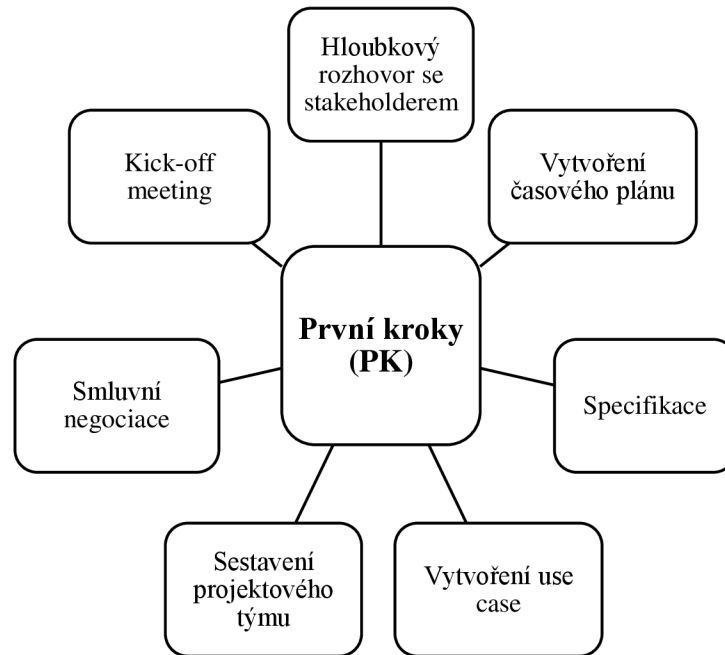 Hloubkový
rozhovor se
stakeholderem
Kick-off
meeting
Vytvoření
časového plánu
První kroky
(PK)
Smluvní
negociace
Specifikace
Sestavení
projektového
týmu
Vytvoření use
case